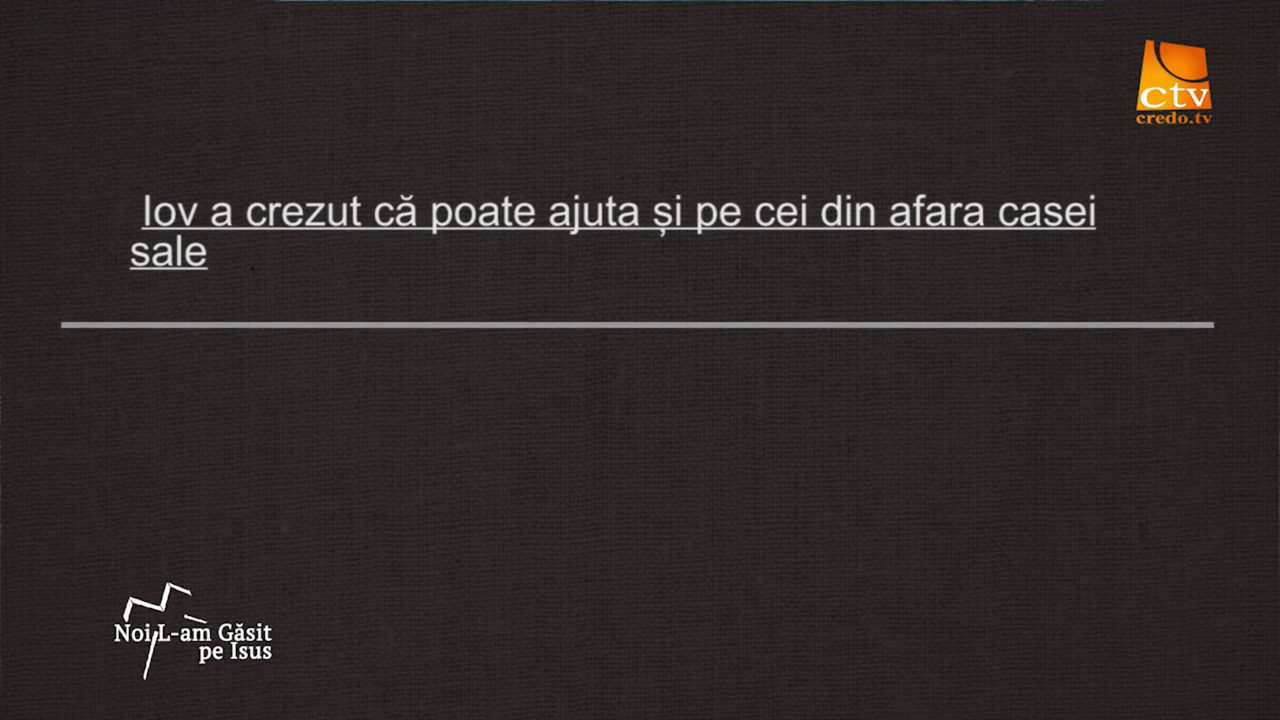 ctv
credo.tv
Iov a crezut că poate ajuta și pe cei din afara casei
sale
Noi L-am Găsit
pe Isus